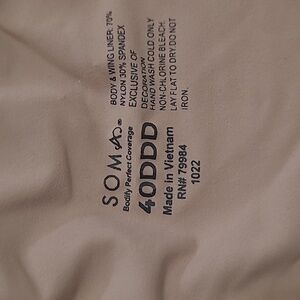 SOMA®
Bodify Perfect Coverage
40DDD
Made in Vietnam
RN# 79984
1022
BODY & WING LINER: 70%
NYLON 30% SPANDEX
EXCLUSIVE OF
DECORATION
HAND WASH COLD ONLY
NON-CHLORINE BLEACH.
LAY FLAT TO DRY. DO NOT
IRON.